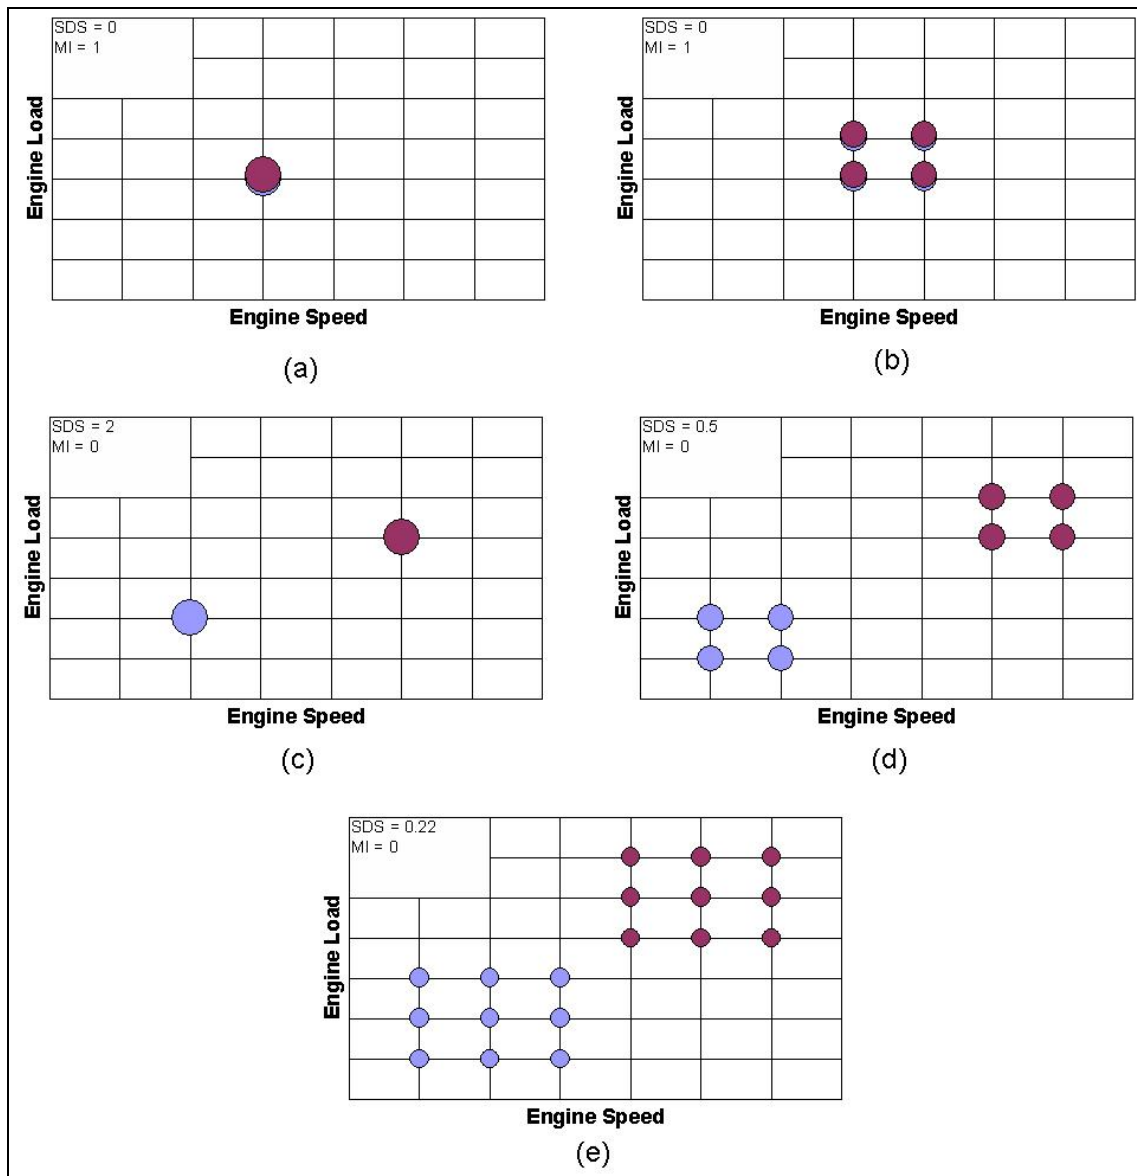 SDS = 0
MI = 1
Engine Load
Engine Speed
(a)
SDS = 0
MI = 1
Engine Load
Engine Speed
(b)
SDS = 2
MI = 0
Engine Load
Engine Speed
(c)
SDS = 0.5
MI = 0
Engine Load
Engine Speed
(d)
SDS = 0.22
MI = 0
Engine Load
Engine Speed
(e)